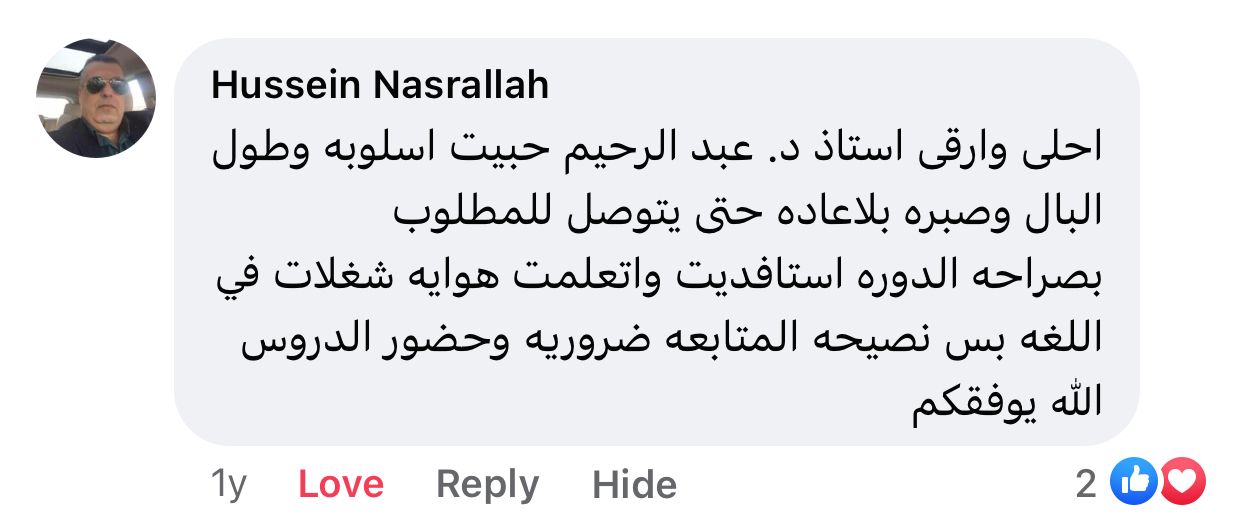 Hussein Nasrallah
احلى وارقى استاذ د. عبد الرحيم حبيت اسلوبه وطول
البال وصبره بلاعاده حتى يتوصل للمطلوب
بصراحه الدوره استافديت واتعلمت هوايه شغلات في
اللغه بس نصيحه المتابعه ضروريه وحضور الدروس
الله يوفقكم
1y Love Reply Hide 2